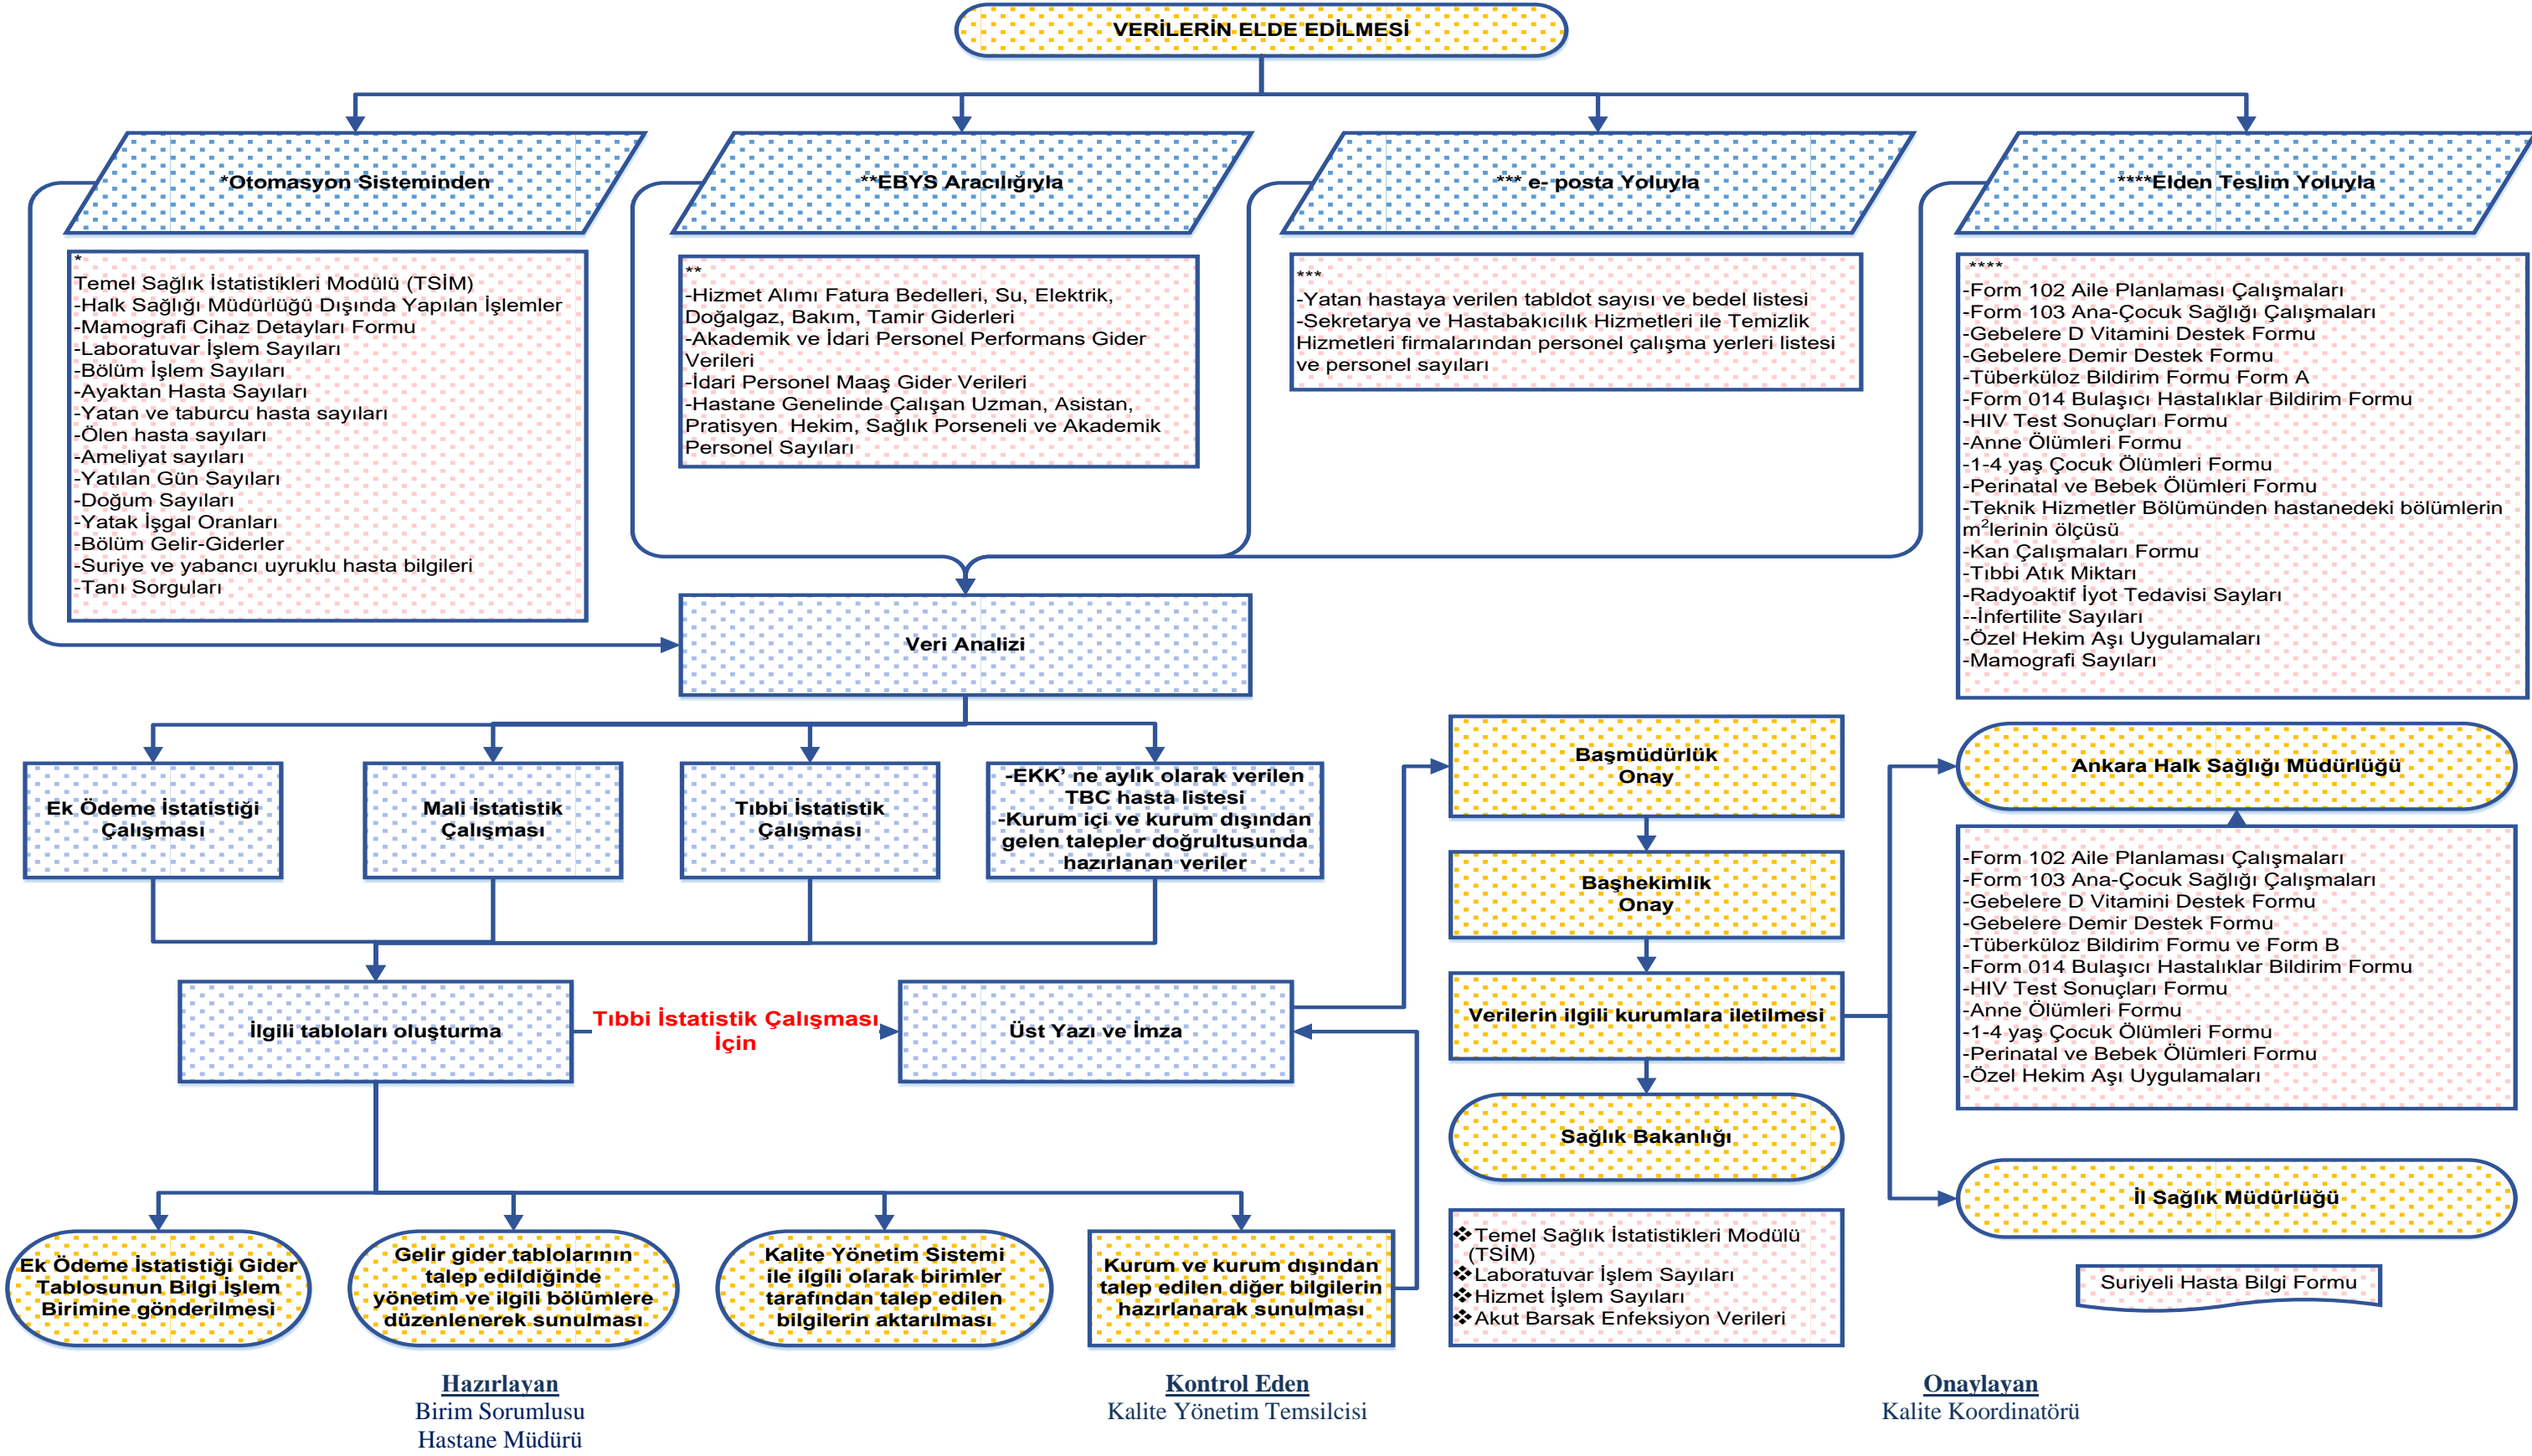 VERİLERİN ELDE EDİLMESİ
*Otomasyon Sisteminden
**EBYS Aracılığıyla
*** e- posta Yoluyla
****Elden Teslim Yoluyla
*
Temel Sağlık İstatistikleri Modülü (TSİM)
-Halk Sağlığı Müdürlüğü Dışında Yapılan İşlemler
-Mamografi Cihaz Detayları Formu
-Laboratuvar İşlem Sayıları
-Bölüm İşlem Sayıları
-Ayaktan Hasta Sayıları
-Yatan ve taburcu hasta sayıları
-Ölen hasta sayıları
-Ameliyat sayıları
-Yatılan Gün Sayıları
-Doğum Sayıları
-Yatak İşgal Oranları
-Bölüm Gelir-Giderler
-Suriye ve yabancı uyruklu hasta bilgileri
-Tanı Sorguları
**
-Hizmet Alımı Fatura Bedelleri, Su, Elektrik,
Doğalgaz, Bakım, Tamir Giderleri
-Akademik ve İdari Personel Performans Gider
Verileri
-İdari Personel Maaş Gider Verileri
-Hastane Genelinde Çalışan Uzman, Asistan,
Pratisyen  Hekim, Sağlık Porseneli ve Akademik
Personel Sayıları
***
-Yatan hastaya verilen tabldot sayısı ve bedel listesi
-Sekretarya ve Hastabakıcılık Hizmetleri ile Temizlik
Hizmetleri firmalarından personel çalışma yerleri listesi
ve personel sayıları
****
-Form 102 Aile Planlaması Çalışmaları
-Form 103 Ana-Çocuk Sağlığı Çalışmaları
-Gebelere D Vitamini Destek Formu
-Gebelere Demir Destek Formu
-Tüberküloz Bildirim Formu Form A
-Form 014 Bulaşıcı Hastalıklar Bildirim Formu
-HIV Test Sonuçları Formu
-Anne Ölümleri Formu
-1-4 yaş Çocuk Ölümleri Formu
-Perinatal ve Bebek Ölümleri Formu
-Teknik Hizmetler Bölümünden hastanedeki bölümlerin
m²lerinin ölçüsü
-Kan Çalışmaları Formu
-Tıbbi Atık Miktarı
-Radyoaktif İyot Tedavisi Sayları
--İnfertilite Sayıları
-Özel Hekim Aşı Uygulamaları
-Mamografi Sayıları
Veri Analizi
Ek Ödeme İstatistiği
Çalışması
Mali İstatistik
Çalışması
Tıbbi İstatistik
Çalışması
-EKK’ ne aylık olarak verilen
TBC hasta listesi
-Kurum içi ve kurum dışından
gelen talepler doğrultusunda
hazırlanan veriler
Başmüdürlük
Onay
Ankara Halk Sağlığı Müdürlüğü
Başhekimlik
Onay
-Form 102 Aile Planlaması Çalışmaları
-Form 103 Ana-Çocuk Sağlığı Çalışmaları
-Gebelere D Vitamini Destek Formu
-Gebelere Demir Destek Formu
-Tüberküloz Bildirim Formu ve Form B
-Form 014 Bulaşıcı Hastalıklar Bildirim Formu
-HIV Test Sonuçları Formu
-Anne Ölümleri Formu
-1-4 yaş Çocuk Ölümleri Formu
-Perinatal ve Bebek Ölümleri Formu
-Özel Hekim Aşı Uygulamaları
İlgili tabloları oluşturma
Tıbbi İstatistik Çalışması
İçin
Üst Yazı ve İmza
Verilerin ilgili kurumlara iletilmesi
Sağlık Bakanlığı
İl Sağlık Müdürlüğü
Ek Ödeme İstatistiği Gider
Tablosunun Bilgi İşlem
Birimine gönderilmesi
Gelir gider tablolarının
talep edildiğinde
yönetim ve ilgili bölümlere
düzenlenerek sunulması
Kalite Yönetim Sistemi
ile ilgili olarak birimler
tarafından talep edilen
bilgilerin aktarılması
Kurum ve kurum dışından
talep edilen diğer bilgilerin
hazırlanarak sunulması
❖Temel Sağlık İstatistikleri Modülü
(TSİM)
❖Laboratuvar İşlem Sayıları
❖Hizmet İşlem Sayıları
❖Akut Barsak Enfeksiyon Verileri
Suriyeli Hasta Bilgi Formu
Hazırlayan
Birim Sorumlusu
Hastane Müdürü
Kontrol Eden
Kalite Yönetim Temsilcisi
Onaylayan
Kalite Koordinatörü